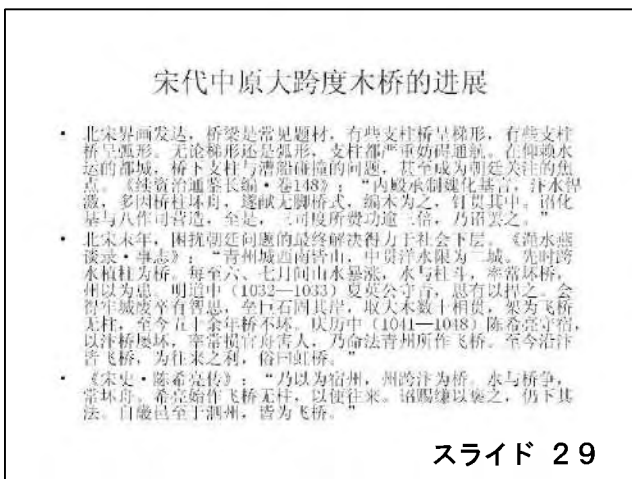 宋代中原大跨度木桥的进展
• 北宋界画发达，桥梁是常见题材，有些支柱桥呈梯形，有些支柱
桥呈弧形。无论梯形还是弧形，支柱都严重妨碍通航。在仰赖水
运的都城，桥下支柱与漕船碰撞的问题，甚至成为朝廷关注的焦
点。《续资治通鉴长编·卷148》：“内殿承制魏化基言，汴水悍
激，多因桥柱坏舟，遂献无脚桥式，编木为之，钉贯其中。诏化
基与八作司营造，至是，三司度所费功逾三倍，乃诏罢之。”
• 北宋末年，困扰朝廷问题的最终解决得力于社会下层。《渑水燕
谈录·事志》：“青州城西南皆山，中贯洋水限为二城。先时跨
水植柱为桥。每至六、七月间山水暴涨，水与柱斗，率常坏桥，
州以为患。明道中（1032—1033）夏英公守青，思有以捍之。会
得牢城废卒有智思，垒巨石固其岸，取大木数十相贯，架为飞桥
无柱，至今五十余年桥不坏。庆历中（1041—1048）陈希亮守宿，
以汴桥屡坏，率常损官舟害人，乃命法青州所作飞桥。至今沿汴
皆飞桥，为往来之利，俗曰虹桥。”
• 《宋史·陈希亮传》：“乃以为宿州，州跨汴为桥。水与桥争，
常坏舟。希亮始作飞桥无柱，以便往来。诏赐缣以褒之，仍下其
法。自畿邑至于泗州，皆为飞桥。”
スライド 29